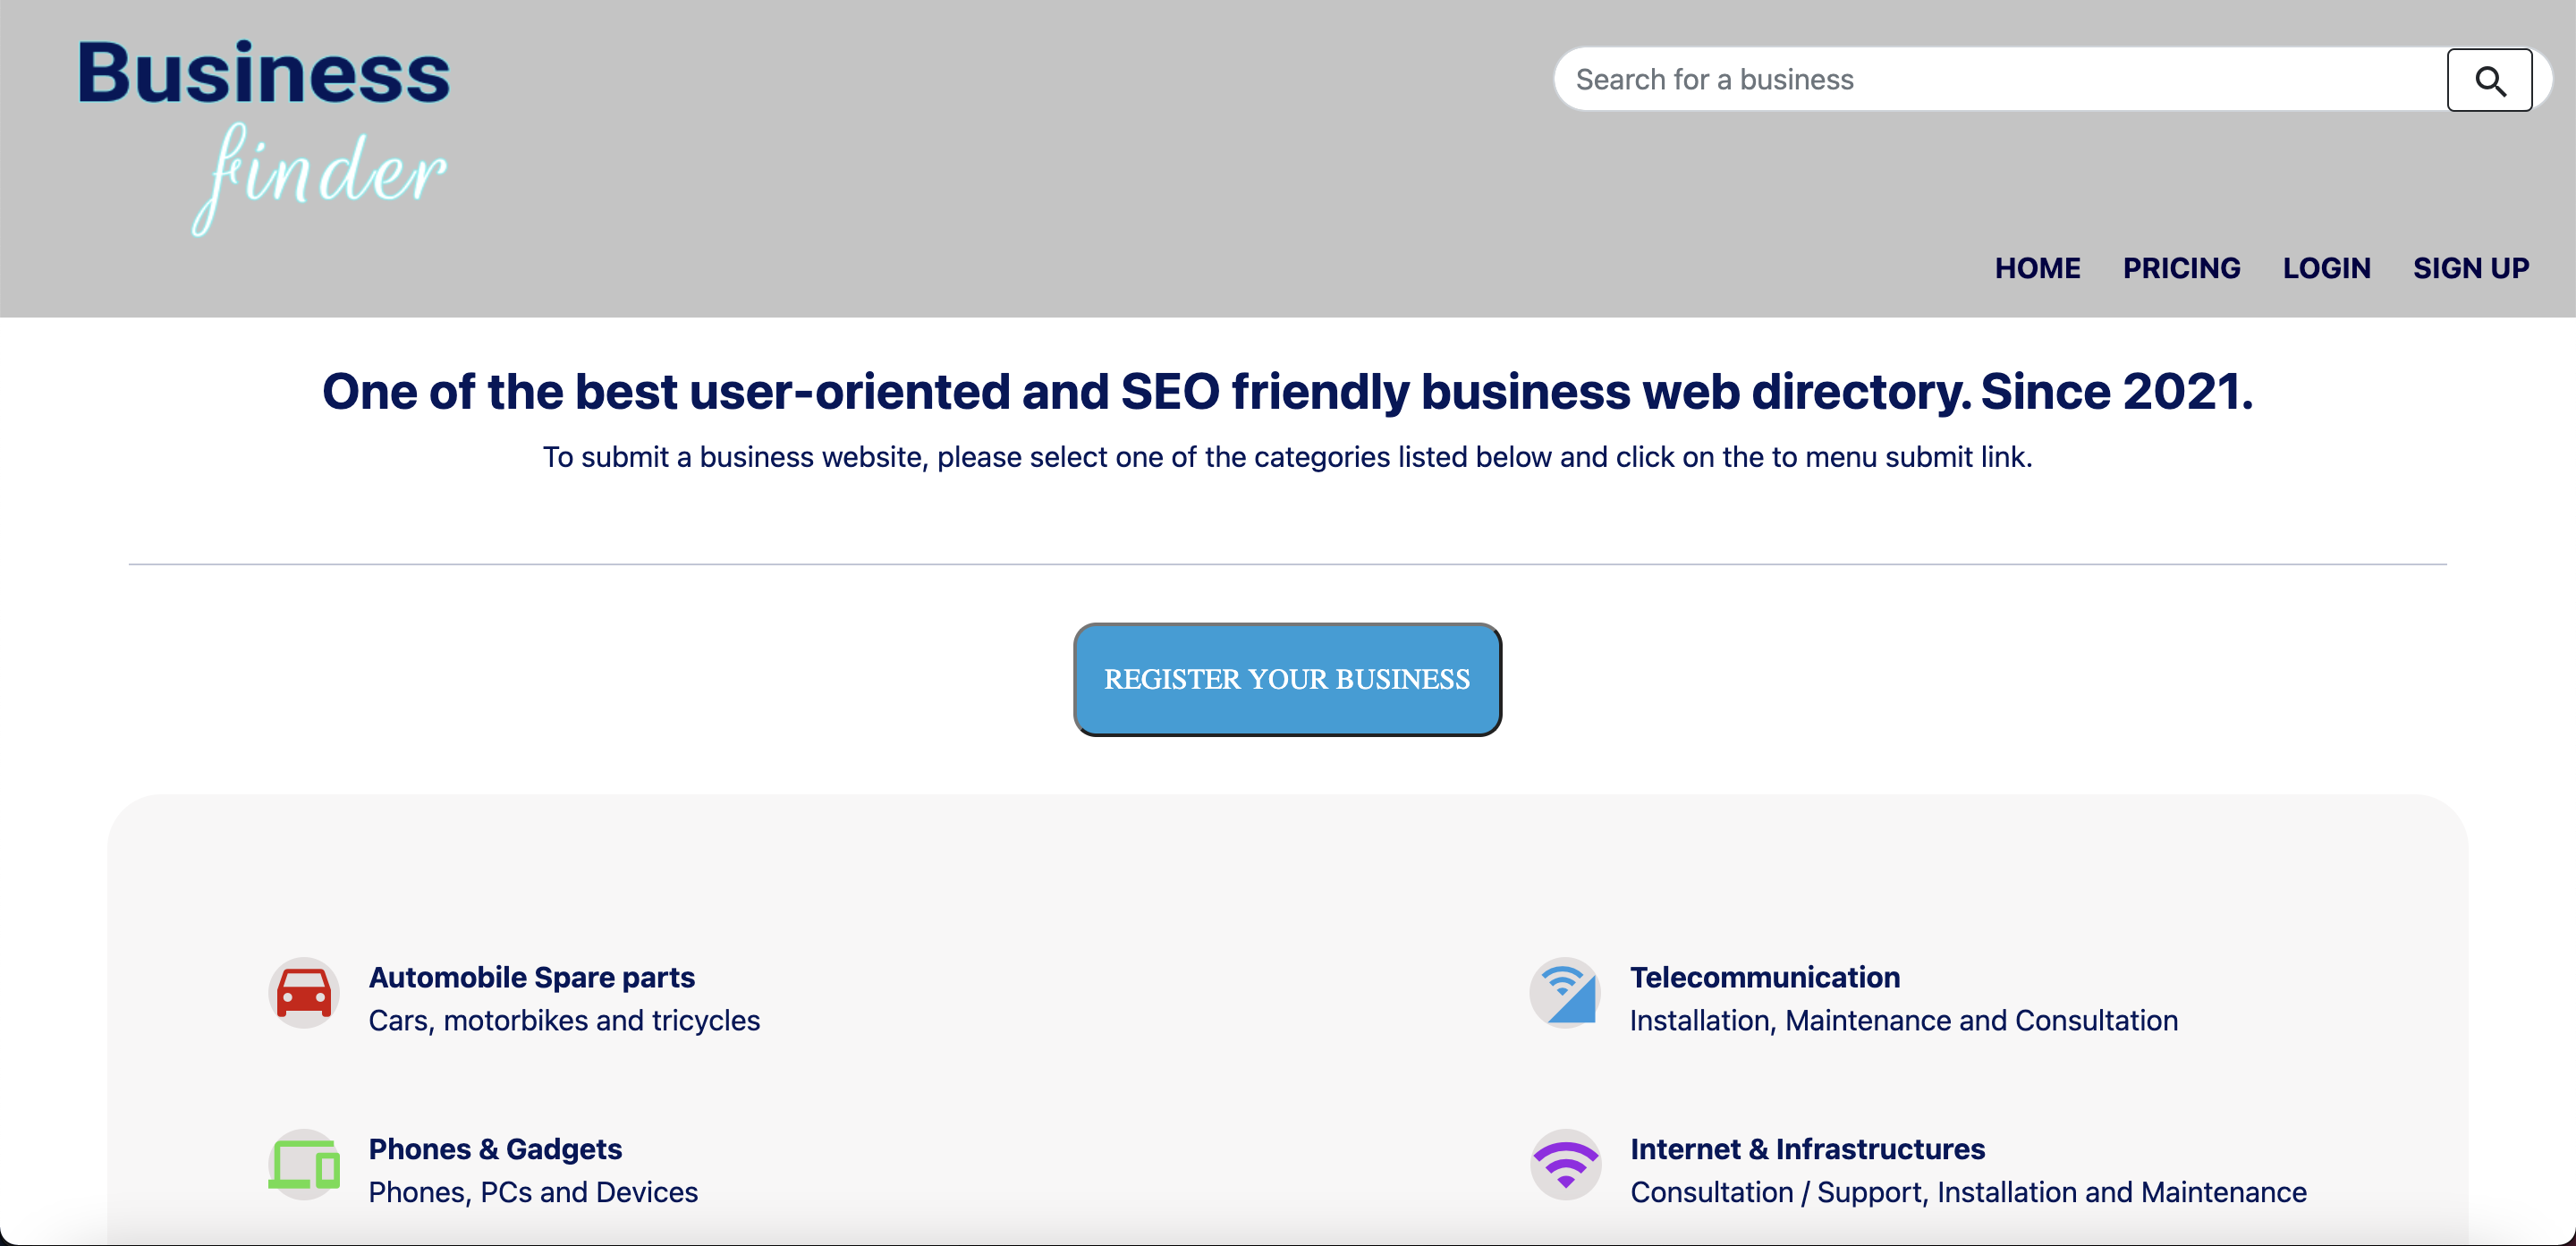 Business
finder
Search for a business
HOME PRICING LOGIN SIGN UP
One of the best user-oriented and SEO friendly business web directory. Since 2021.
To submit a business website, please select one of the categories listed below and click on the to menu submit link.
REGISTER YOUR BUSINESS
Automobile Spare parts
Cars, motorbikes and tricycles
Telecommunication
Installation, Maintenance and Consultation
Phones & Gadgets
Phones, PCs and Devices
Internet & Infrastructures
Consultation / Support, Installation and Maintenance